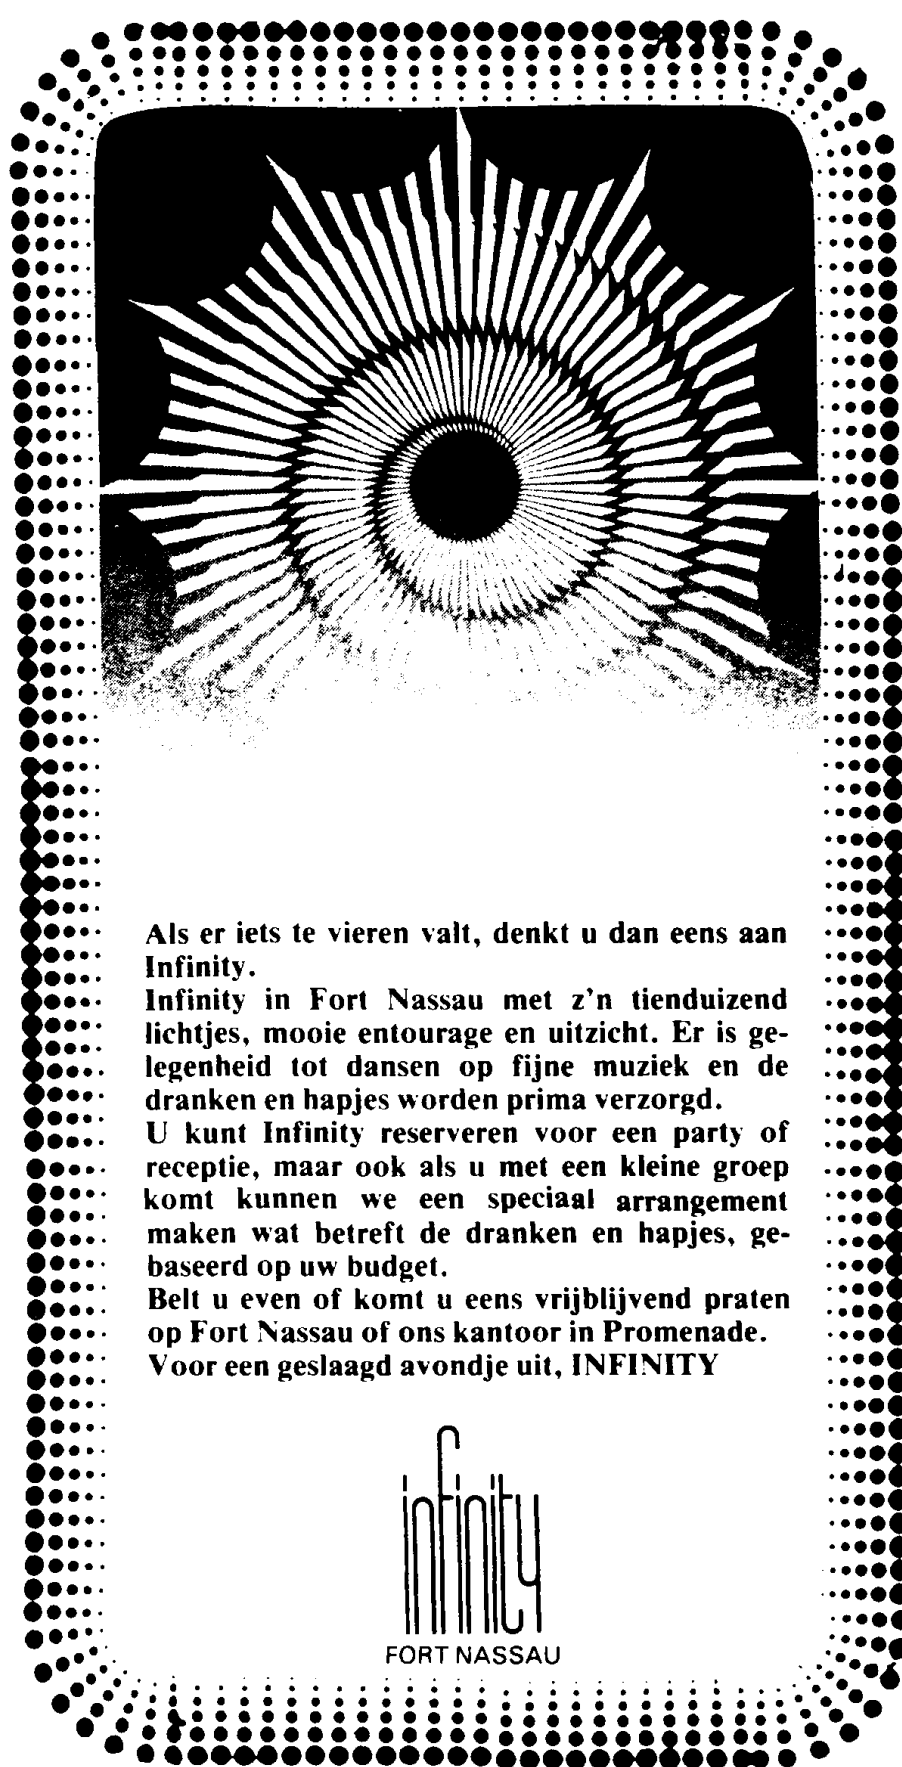 Als er iets te vieren valt, denkt u dan eens aan
Infinity.
Infinity in Fort Nassau met z'n tienduizend
lichtjes, mooie entourage en uitzicht. Er is ge-
legenheid tot dansen op fijne muziek en de
dranken en hapjes worden prima verzorgd.
U kunt Infinity reserveren voor een party of
receptie, maar ook als u met een kleine groep
komt kunnen we een speciaal arrangement
maken wat betreft de dranken en hapjes, ge-
baseerd op uw budget.
Belt u even of komt u eens vrijblijvend praten
op Fort Nassau of ons kantoor in Promenade.
Voor een geslaagd avondje uit, INFINITY
infinity
FORT NASSAU